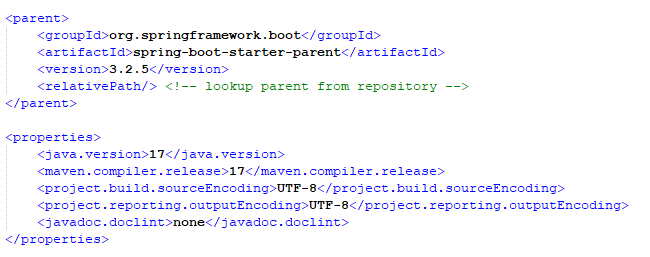 <parent>
<groupId>org.springframework.boot</groupId>
<artifactId>spring-boot-starter-parent</artifactId>
<version>3.2.5</version>
<relativePath/> <!-- lookup parent from repository -->
</parent>
<properties>
<java.version>17</java.version>
<maven.compiler.release>17</maven.compiler.release>
<project.build.sourceEncoding>UTF-8</project.build.sourceEncoding>
<project.reporting.outputEncoding>UTF-8</project.reporting.outputEncoding>
<javadoc.doclint>none</javadoc.doclint>
</properties>